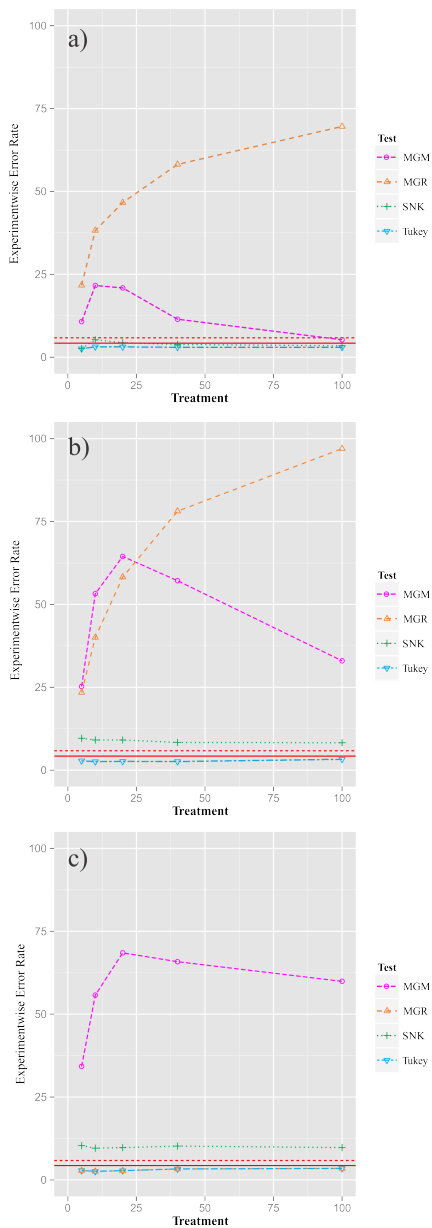 a)
100
75
50
25
0
Experimentwise Error Rate
0 25 50 75 100
Treatment
Test
MGM
MGR
SNK
Tukey
b)
100
75
50
25
0
Experimentwise Error Rate
0 25 50 75 100
Treatment
Test
MGM
MGR
SNK
Tukey
c)
100
75
50
25
0
Experimentwise Error Rate
0 25 50 75 100
Treatment
Test
MGM
MGR
SNK
Tukey